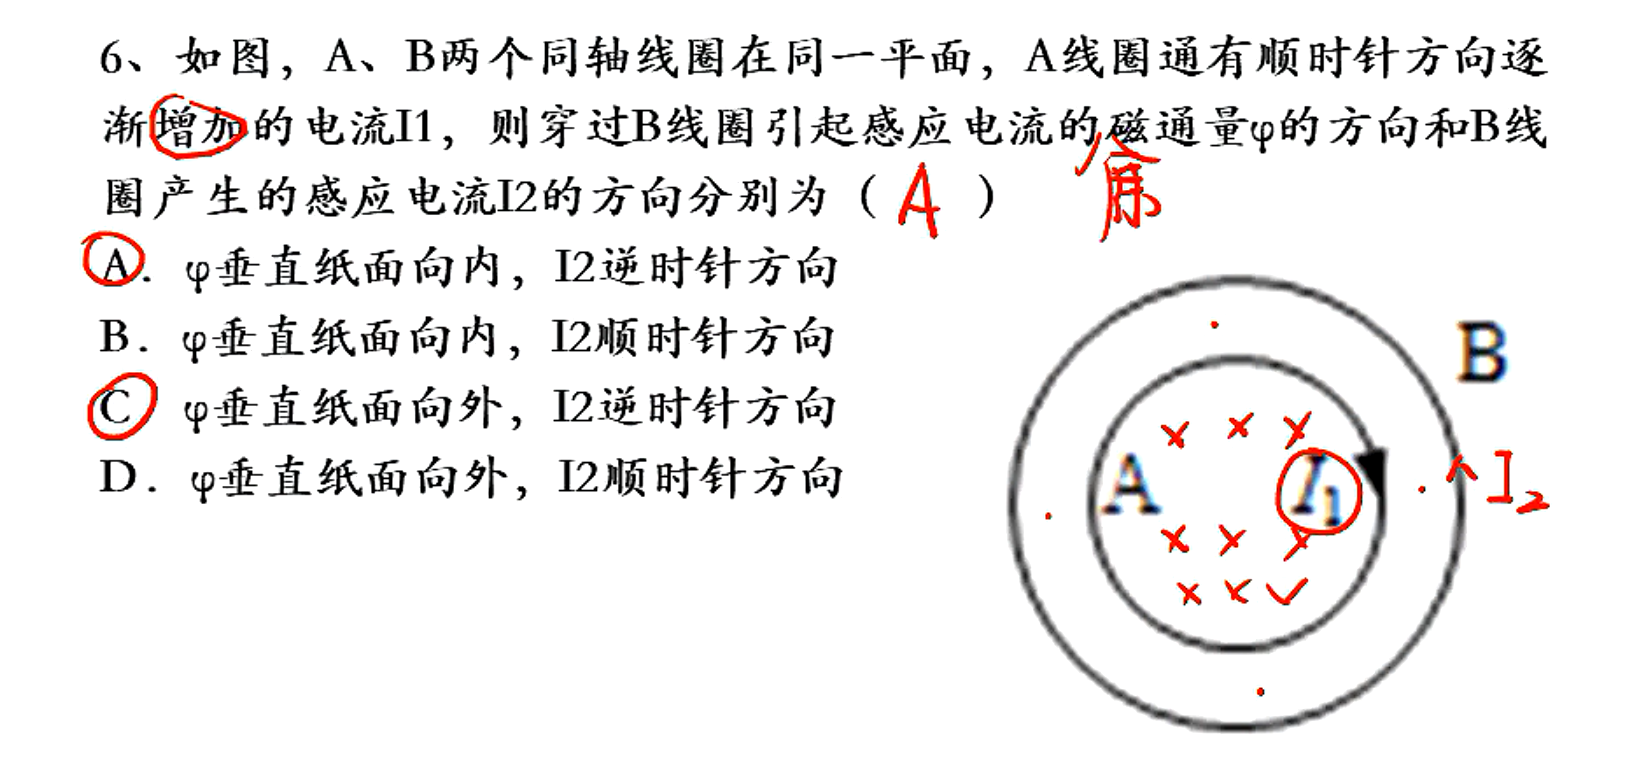 6、如图，A、B两个同轴线圈在同一平面，A线圈通有顺时针方向逐
渐增加的电流I1，则穿过B线圈引起感应电流的磁通量φ的方向和B线
圈产生的感应电流I2的方向分别为（A）
A．φ垂直纸面向内，I2逆时针方向
B．φ垂直纸面向内，I2顺时针方向
C φ垂直纸面向外，I2逆时针方向
D．φ垂直纸面向外，I2顺时针方向
B
A I₁
I₂